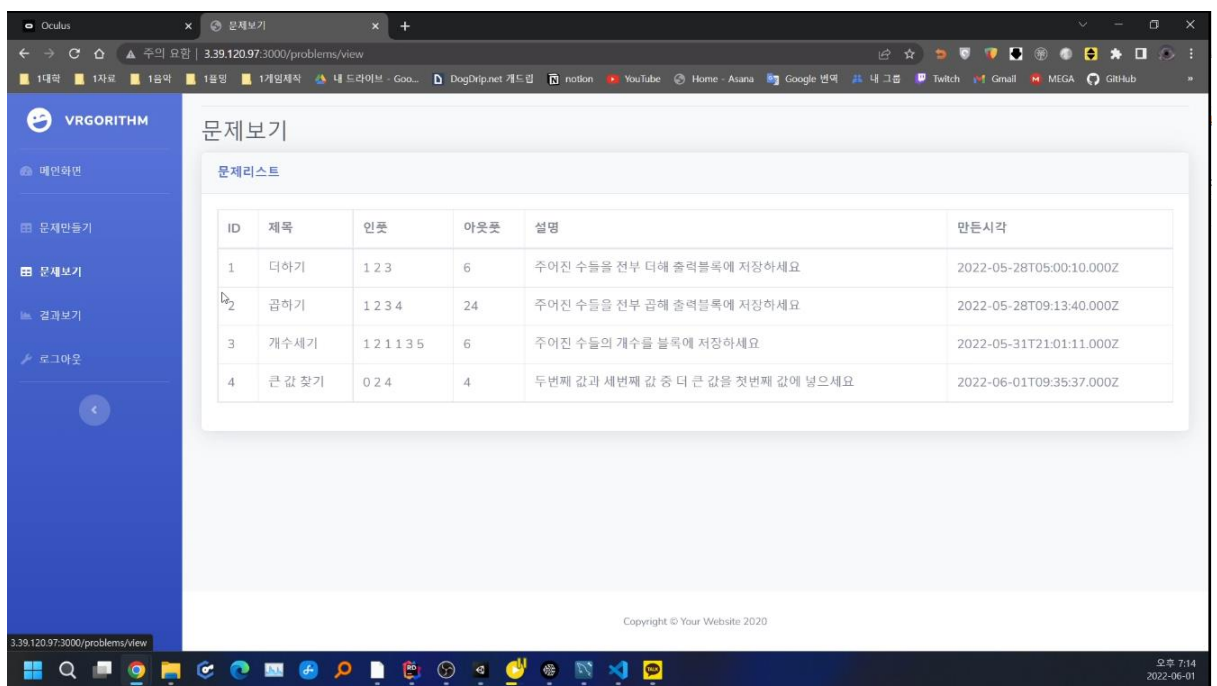 Oculus
문제보기
주의 요함 | 3.39.120.97:3000/problems/view
1대학 1자료 1음악 1플밍 1게임제작 내 드라이브 - Goo... DogDrip.net 개드립 notion YouTube Home - Asana Google 번역 내 그룹 Twitch Gmail MEGA GitHub »
VRGORITHM
메인화면
문제만들기
문제보기
결과보기
로그아웃
문제보기
문제리스트
ID 제목 인풋 아웃풋 설명 만든시각
1 더하기 1 2 3 6 주어진 수들을 전부 더해 출력블록에 저장하세요 2022-05-28T05:00:10.000Z
2 곱하기 1 2 3 4 24 주어진 수들을 전부 곱해 출력블록에 저장하세요 2022-05-28T09:13:40.000Z
3 개수세기 1 2 1 1 3 5 6 주어진 수들의 개수를 블록에 저장하세요 2022-05-31T21:01:11.000Z
4 큰 값 찾기 0 2 4 4 두번째 값과 세번째 값 중 더 큰 값을 첫번째 값에 넣으세요 2022-06-01T09:35:37.000Z
Copyright © Your Website 2020
3.39.120.97:3000/problems/view
오후 7:14
2022-06-01